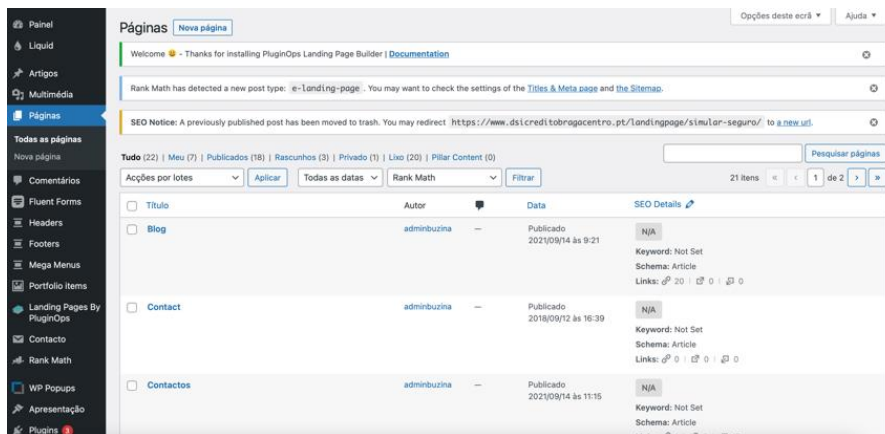 Painel
Liquid
Artigos
Multimédia
Páginas
Todas as páginas
Nova página
Comentários
Fluent Forms
Headers
Footers
Mega Menus
Portfolio items
Landing Pages By
PluginOps
Contacto
Rank Math
WP Popups
Apresentação
Plugins 3
Opções deste ecrã ▼ Ajuda ▼
Páginas Nova página
Welcome 😀 - Thanks for installing PluginOps Landing Page Builder | Documentation
Rank Math has detected a new post type: e-landing-page . You may want to check the settings of the Titles & Meta page and the Sitemap.
SEO Notice: A previously published post has been moved to trash. You may redirect https://www.dsicreditobragacentro.pt/landingpage/simular-seguro/ to a new url.
Tudo (22) | Meu (7) | Publicados (18) | Rascunhos (3) | Privado (1) | Lixo (20) | Pillar Content (0)
Pesquisar páginas
Acções por lotes Aplicar Todas as datas Rank Math Filtrar 21 itens « ‹ 1 de 2 › »
Título Autor Data SEO Details
Blog adminbuzina — Publicado N/A
2021/09/14 às 9:21
Keyword: Not Set
Schema: Article
Links: 20 | 0 | 0
Contact adminbuzina — Publicado N/A
2018/09/12 às 16:39
Keyword: Not Set
Schema: Article
Links: 0 | 0 | 0
Contactos adminbuzina — Publicado N/A
2021/09/14 às 11:15
Keyword: Not Set
Schema: Article